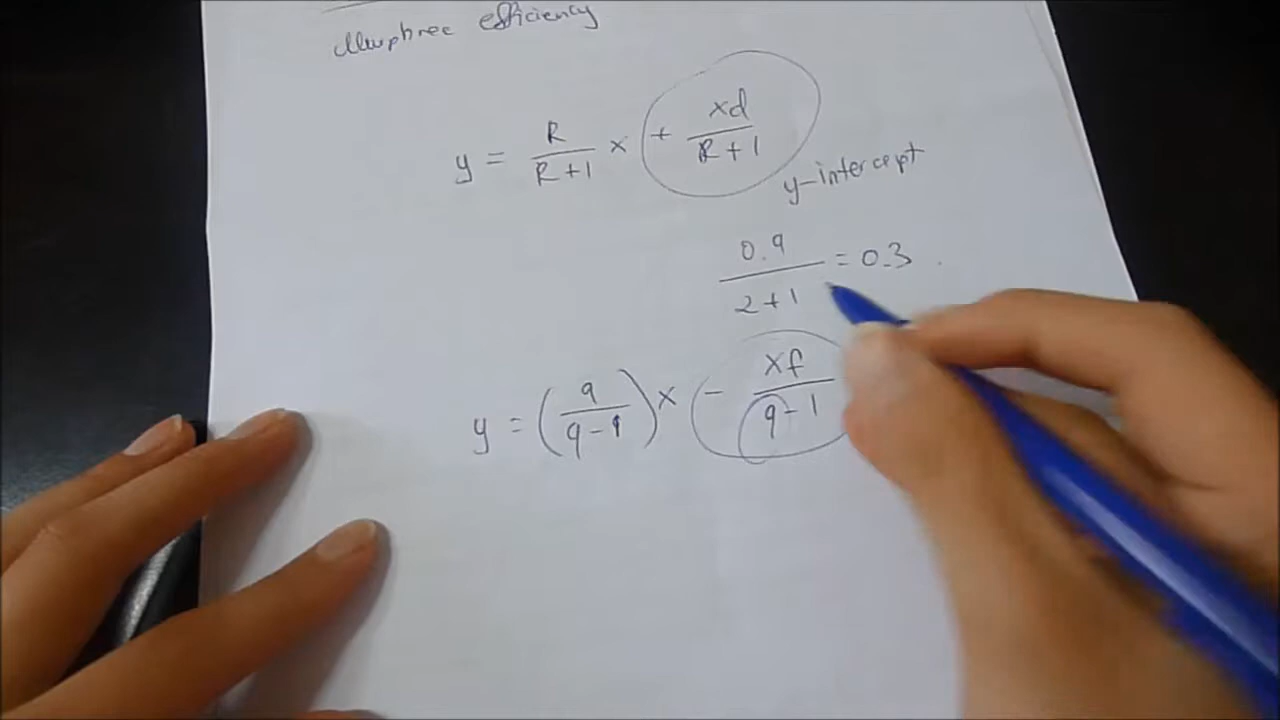 Murphree efficiency
y = R/(R+1) x + xd/(R+1)
y-intercept
0.9/(2+1) = 0.3
y = (q/(q-1)) x - xf/(q-1)